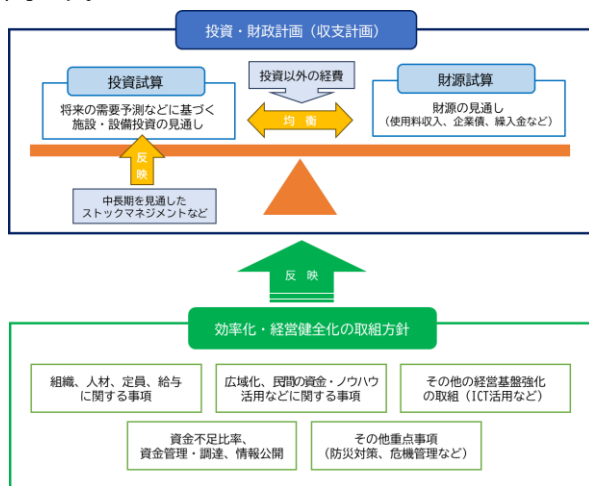 投資・財政計画（収支計画）
投資試算
将来の需要予測などに基づく
施設・設備投資の見通し
投資以外の経費
均 衡
財源試算
財源の見通し
（使用料収入、企業債、繰入金など）
反
映
中長期を見通した
ストックマネジメントなど
反 映
効率化・経営健全化の取組方針
組織、人材、定員、給与
に関する事項
広域化、民間の資金・ノウハウ
活用などに関する事項
その他の経営基盤強化
の取組（ICT活用など）
資金不足比率、
資金管理・調達、情報公開
その他重点事項
（防災対策、危機管理など）